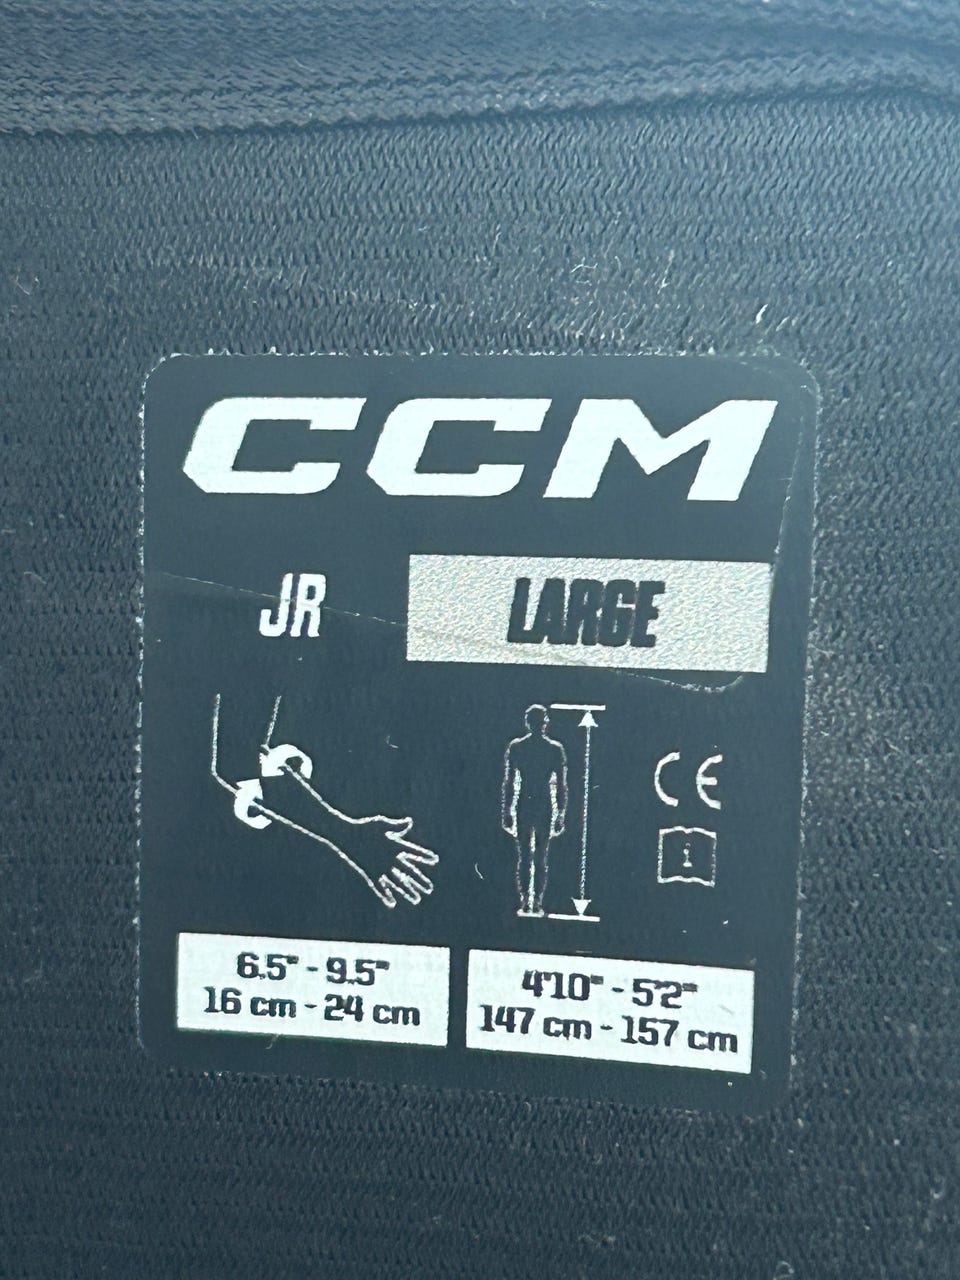 CCM
JR LARGE
CE
i
6.5" - 9.5"
16 cm - 24 cm
4'10" - 5'2"
147 cm - 157 cm